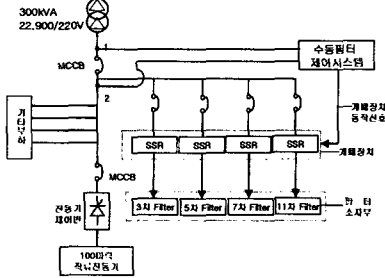 300kVA
22,900/220V
1
MCCB
수동필터
제어시스템
2
기타부하
개폐장치
동작신호
SSR
SSR
SSR
SSR
개폐장치
MCCB
전동기
제어반
3차 Filter
5차 Filter
7차 Filter
11차 Filter
필터
소자부
100마력
직류전동기